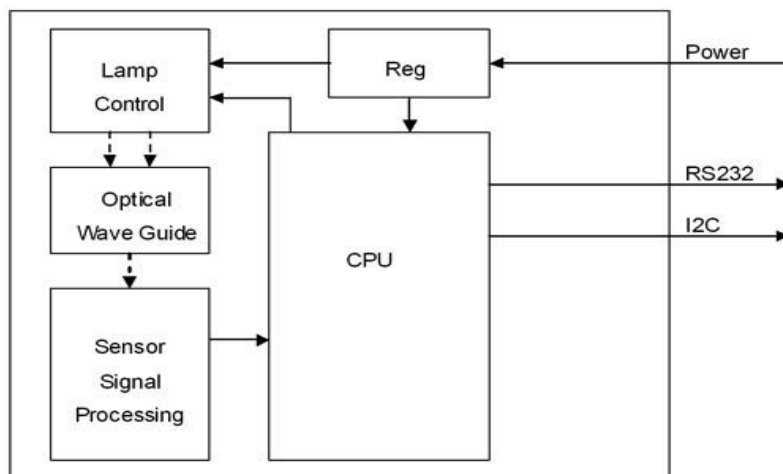 Lamp
Control
Reg
Power
Optical
Wave Guide
CPU
RS232
I2C
Sensor
Signal
Processing